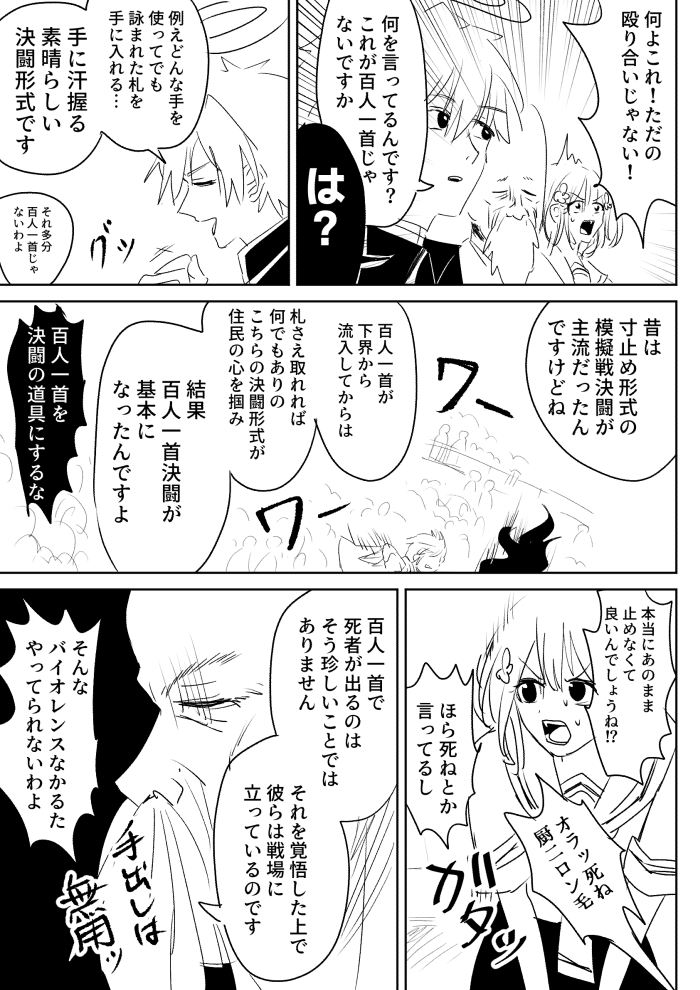 何よこれ！ただの
殴り合いじゃない！
何を言ってるんです？
これが百人一首じゃ
ないですか
は？
例えどんな手を
使ってでも
詠まれた札を
手に入れる…
手に汗握る
素晴らしい
決闘形式です
グッ
それ多分
百人一首じゃ
ないわよ
昔は
寸止め形式の
模擬戦決闘が
主流だったん
ですけどね
ワー
百人一首が
下界から
流入してからは
札さえ取れれば
何でもありの
こちらの決闘形式が
住民の心を掴み
ワー
結果
百人一首決闘が
基本に
なったんですよ
百人一首を
決闘の道具にするな
本当にあのまま
止めなくて
良いんでしょうね!?
ほら死ねとか
言ってるし
オラッ死ね
厨二ロン毛
ガタッ
百人一首で
死者が出るのは
そう珍しいことでは
ありません
それを覚悟した上で
彼らは戦場に
立っているのです
手出しは
無用ッ
そんな
バイオレンスなかるた
やってられないわよ